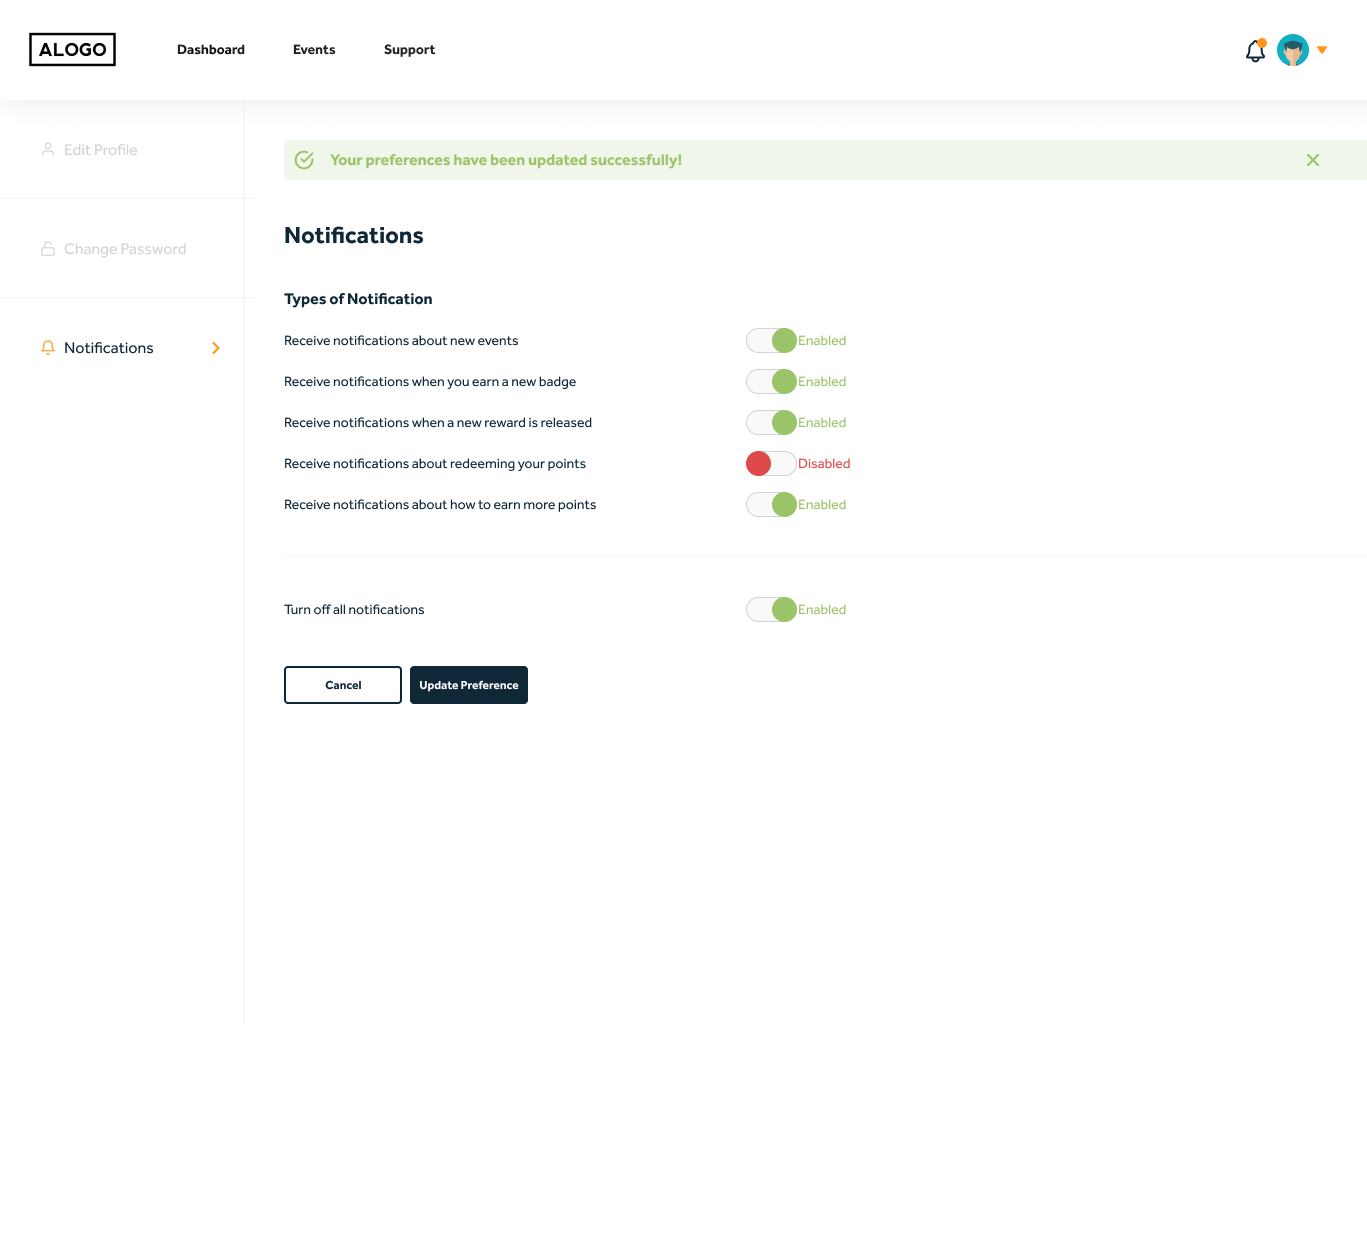 ALOGO
Dashboard
Events
Support
Edit Profile
Change Password
Notifications
Your preferences have been updated successfully!
Notifications
Types of Notification
Receive notifications about new events
Enabled
Receive notifications when you earn a new badge
Enabled
Receive notifications when a new reward is released
Enabled
Receive notifications about redeeming your points
Disabled
Receive notifications about how to earn more points
Enabled
Turn off all notifications
Enabled
Cancel
Update Preference